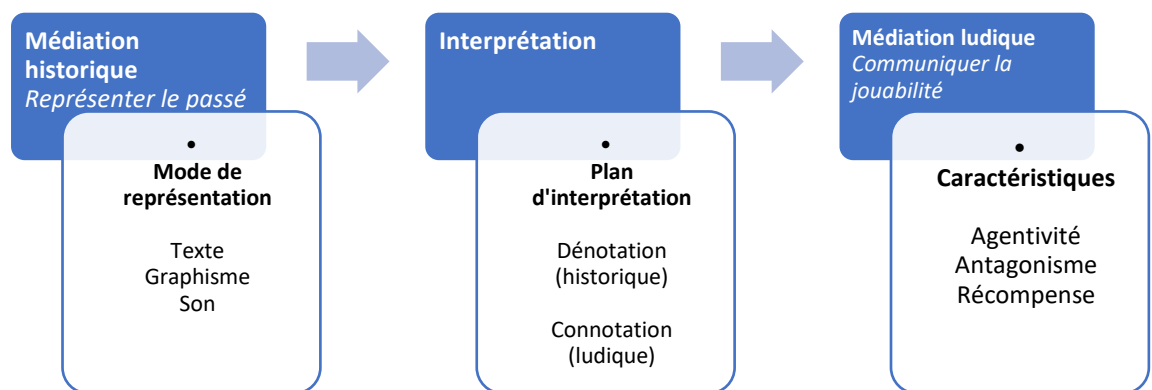 Médiation
historique
Représenter le passé
•
Mode de
représentation
Texte
Graphisme
Son
Interprétation
•
Plan
d'interprétation
Dénotation
(historique)
Connotation
(ludique)
Médiation ludique
Communiquer la
jouabilité
•
Caractéristiques
Agentivité
Antagonisme
Récompense